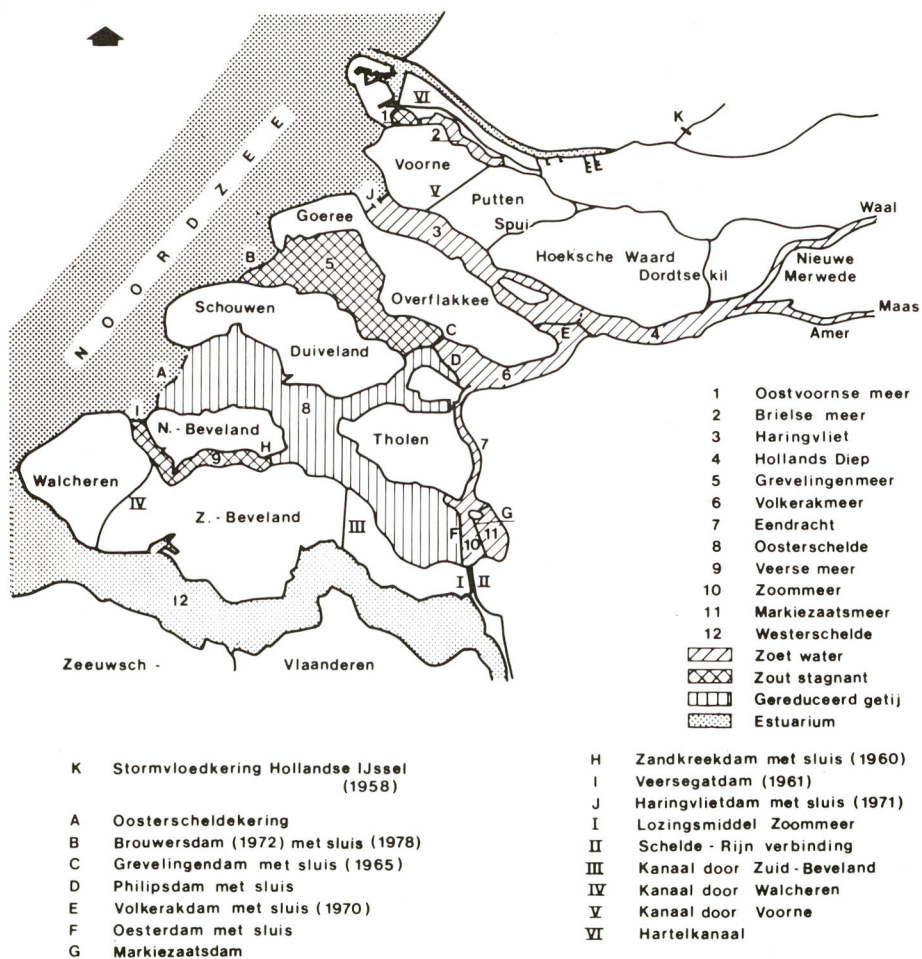 NOORDZEE
VI
1
2
K
Voorne
V
J
Putten
Spui
Goeree
3
Waal
Hoeksche Waard
Dordtsekil
Nieuwe
Merwede
B
5
Overflakkee
Maas
Schouwen
C
E
4
Amer
Duiveland
D
6
A
I
8
N.-Beveland
H
Tholen
7
Walcheren
9
IV
Z.-Beveland
III
F
10
11
G
I
II
12
Zeeuwsch - Vlaanderen
1 Oostvoornse meer
2 Brielse meer
3 Haringvliet
4 Hollands Diep
5 Grevelingenmeer
6 Volkerakmeer
7 Eendracht
8 Oosterschelde
9 Veerse meer
10 Zoommeer
11 Markiezaatsmeer
12 Westerschelde
Zoet water
Zout stagnant
Gereduceerd getij
Estuarium
K Stormvloedkering Hollandse IJssel
(1958)
A Oosterscheldekering
B Brouwersdam (1972) met sluis (1978)
C Grevelingendam met sluis (1965)
D Philipsdam met sluis
E Volkerakdam met sluis (1970)
F Oesterdam met sluis
G Markiezaatsdam
H Zandkreekdam met sluis (1960)
I Veersegatdam (1961)
J Haringvlietdam met sluis (1971)
I Lozingsmiddel Zoommeer
II Schelde-Rijn verbinding
III Kanaal door Zuid-Beveland
IV Kanaal door Walcheren
V Kanaal door Voorne
VI Hartelkanaal